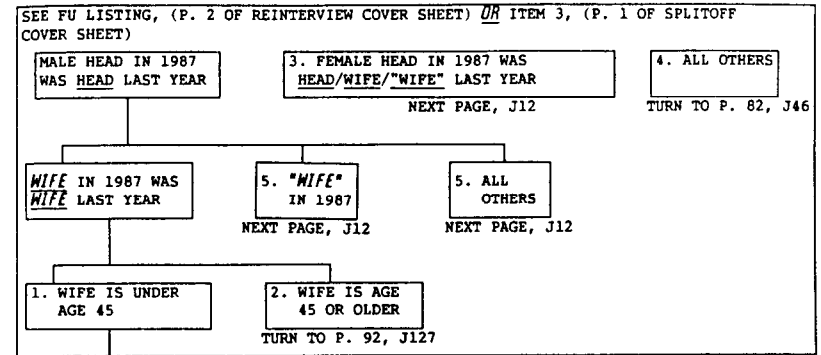 SEE FU LISTING, (P. 2 OF REINTERVIEW COVER SHEET) OR ITEM 3, (P. 1 OF SPLITOFF
COVER SHEET)
MALE HEAD IN 1987
WAS HEAD LAST YEAR
3. FEMALE HEAD IN 1987 WAS
HEAD/WIFE/"WIFE" LAST YEAR
NEXT PAGE, J12
4. ALL OTHERS
TURN TO P. 82, J46
WIFE IN 1987 WAS
WIFE LAST YEAR
5. "WIFE"
IN 1987
NEXT PAGE, J12
5. ALL
OTHERS
NEXT PAGE, J12
1. WIFE IS UNDER
AGE 45
2. WIFE IS AGE
45 OR OLDER
TURN TO P. 92, J127